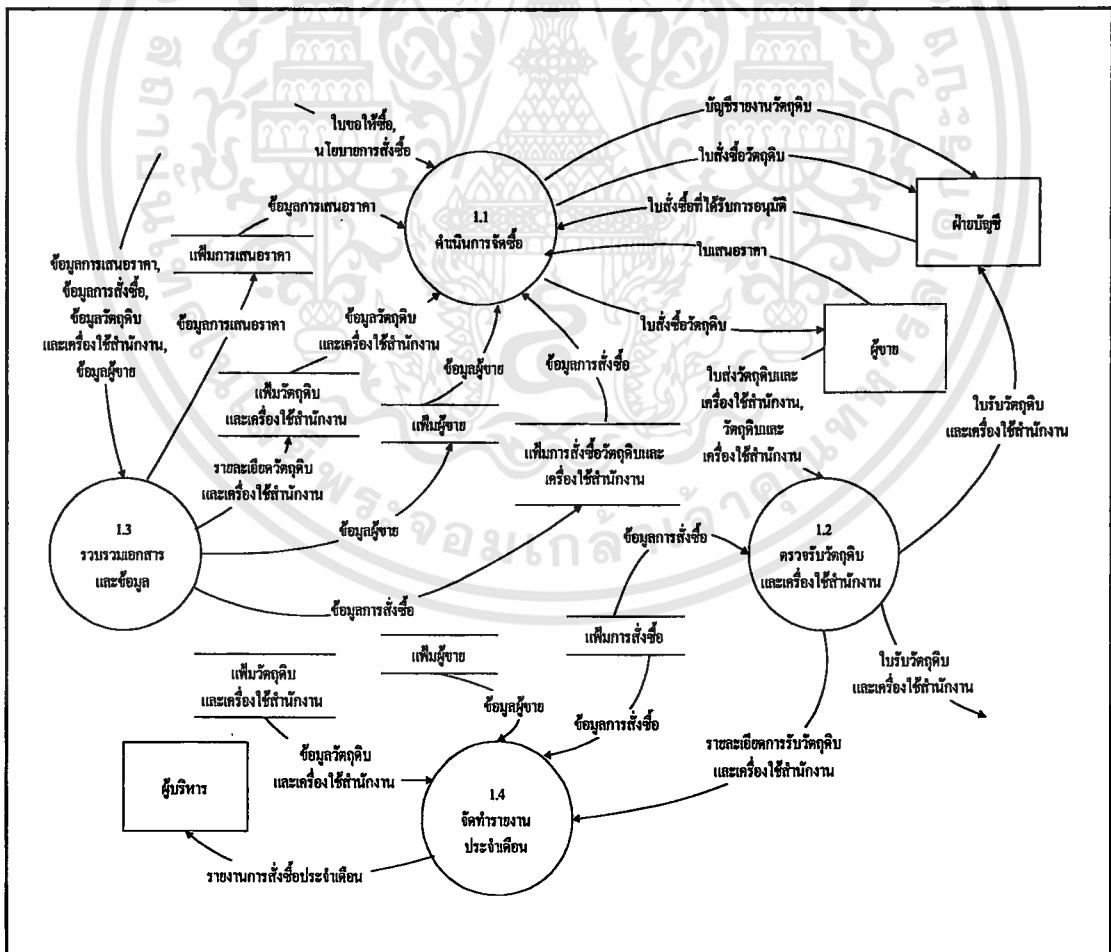 ใบขอให้ซื้อ,
นโยบายการสั่งซื้อ
บัญชีรายงานวัตถุดิบ
ใบสั่งซื้อวัตถุดิบ
ใบสั่งซื้อที่ได้รับการอนุมัติ
ใบเสนอราคา
ใบสั่งซื้อวัตถุดิบ
ฝ่ายบัญชี
ผู้ขาย
1.1
ดำเนินการจัดซื้อ
ข้อมูลการเสนอราคา
แฟ้มการเสนอราคา
ข้อมูลการเสนอราคา,
ข้อมูลการสั่งซื้อ,
ข้อมูลวัตถุดิบ
และเครื่องใช้สำนักงาน,
ข้อมูลผู้ขาย
ข้อมูลการเสนอราคา
ข้อมูลวัตถุดิบ
และเครื่องใช้สำนักงาน
ข้อมูลผู้ขาย
ข้อมูลการสั่งซื้อ
แฟ้มวัตถุดิบ
และเครื่องใช้สำนักงาน
แฟ้มผู้ขาย
แฟ้มการสั่งซื้อวัตถุดิบและ
เครื่องใช้สำนักงาน
ใบส่งวัตถุดิบและ
เครื่องใช้สำนักงาน,
วัตถุดิบและ
เครื่องใช้สำนักงาน
ใบรับวัตถุดิบ
และเครื่องใช้สำนักงาน
รายละเอียดวัตถุดิบ
และเครื่องใช้สำนักงาน
1.3
รวบรวมเอกสาร
และข้อมูล
ข้อมูลผู้ขาย
ข้อมูลการสั่งซื้อ
ข้อมูลการสั่งซื้อ
1.2
ตรวจรับวัตถุดิบ
และเครื่องใช้สำนักงาน
แฟ้มวัตถุดิบ
และเครื่องใช้สำนักงาน
แฟ้มผู้ขาย
แฟ้มการสั่งซื้อ
ใบรับวัตถุดิบ
และเครื่องใช้สำนักงาน
ข้อมูลผู้ขาย
ข้อมูลการสั่งซื้อ
ข้อมูลวัตถุดิบ
และเครื่องใช้สำนักงาน
รายละเอียดการรับวัตถุดิบ
และเครื่องใช้สำนักงาน
ผู้บริหาร
1.4
จัดทำรายงาน
ประจำเดือน
รายงานการสั่งซื้อประจำเดือน